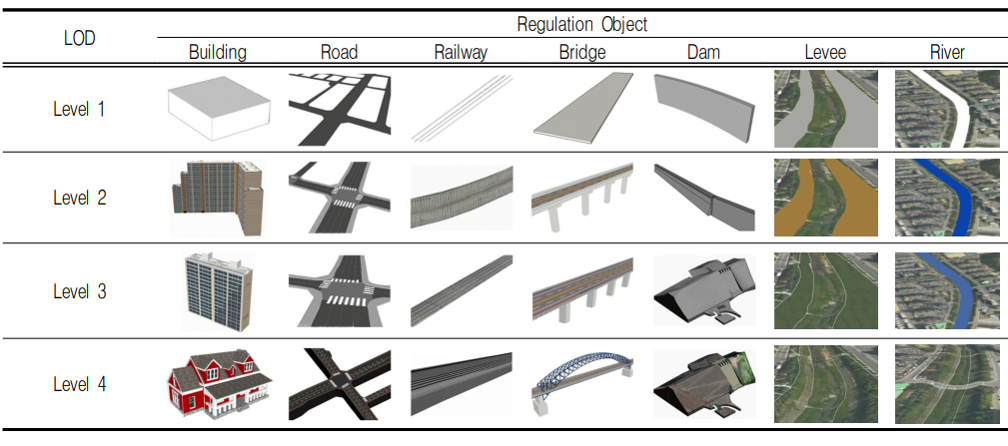 LOD
Regulation Object
Building Road Railway Bridge Dam Levee River
Level 1
Level 2
Level 3
Level 4